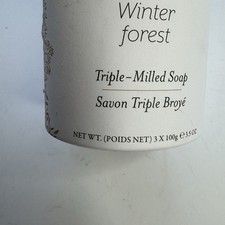 Winter
forest
Triple-Milled Soap
Savon Triple Broyé
NET WT. (POIDS NET) 3 X 100g ℮ 3.5 OZ